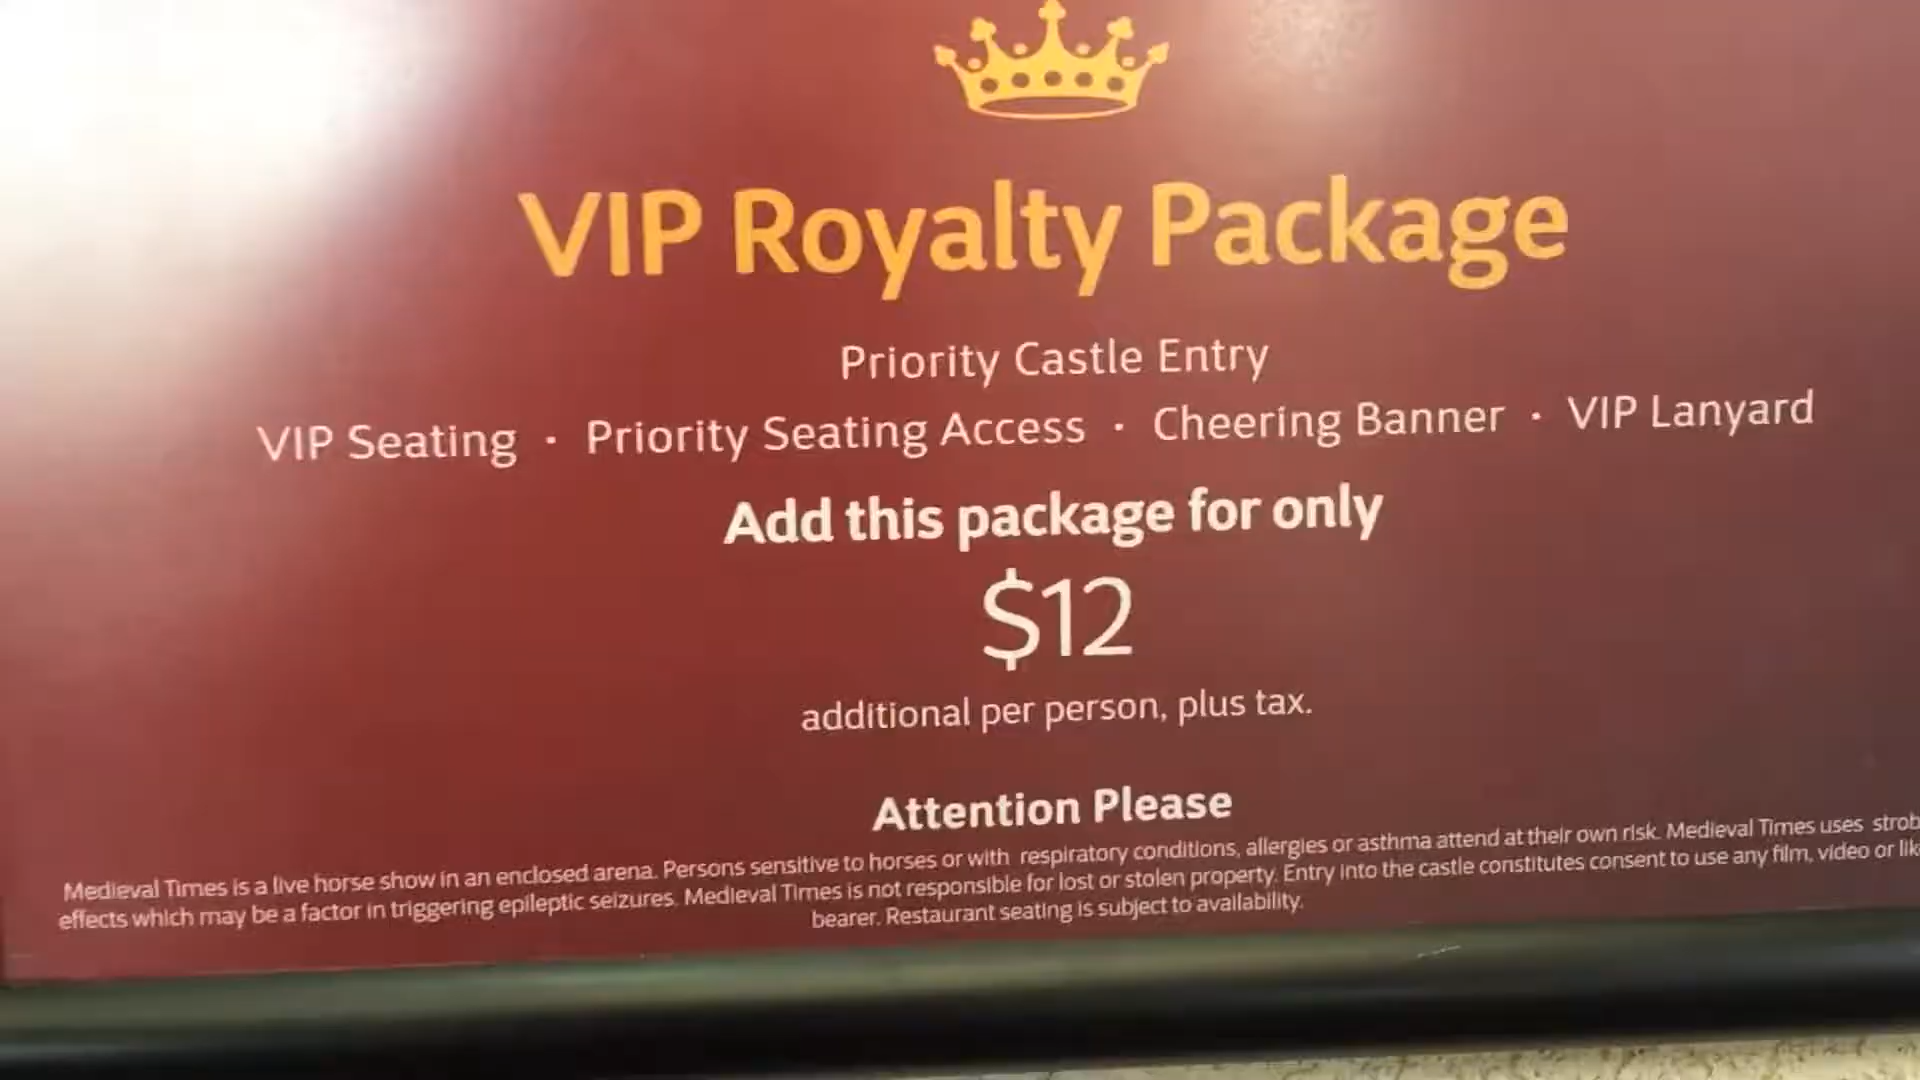 VIP Royalty Package
Priority Castle Entry
VIP Seating · Priority Seating Access · Cheering Banner · VIP Lanyard
Add this package for only
$12
additional per person, plus tax.
Attention Please
Medieval Times is a live horse show in an enclosed arena. Persons sensitive to horses or with respiratory conditions, allergies or asthma attend at their own risk. Medieval Times uses
effects which may be a factor in triggering epileptic seizures. Medieval Times is not responsible for lost or stolen property. Entry into the castle constitutes consent to use any film, video or
bearer. Restaurant seating is subject to availability.